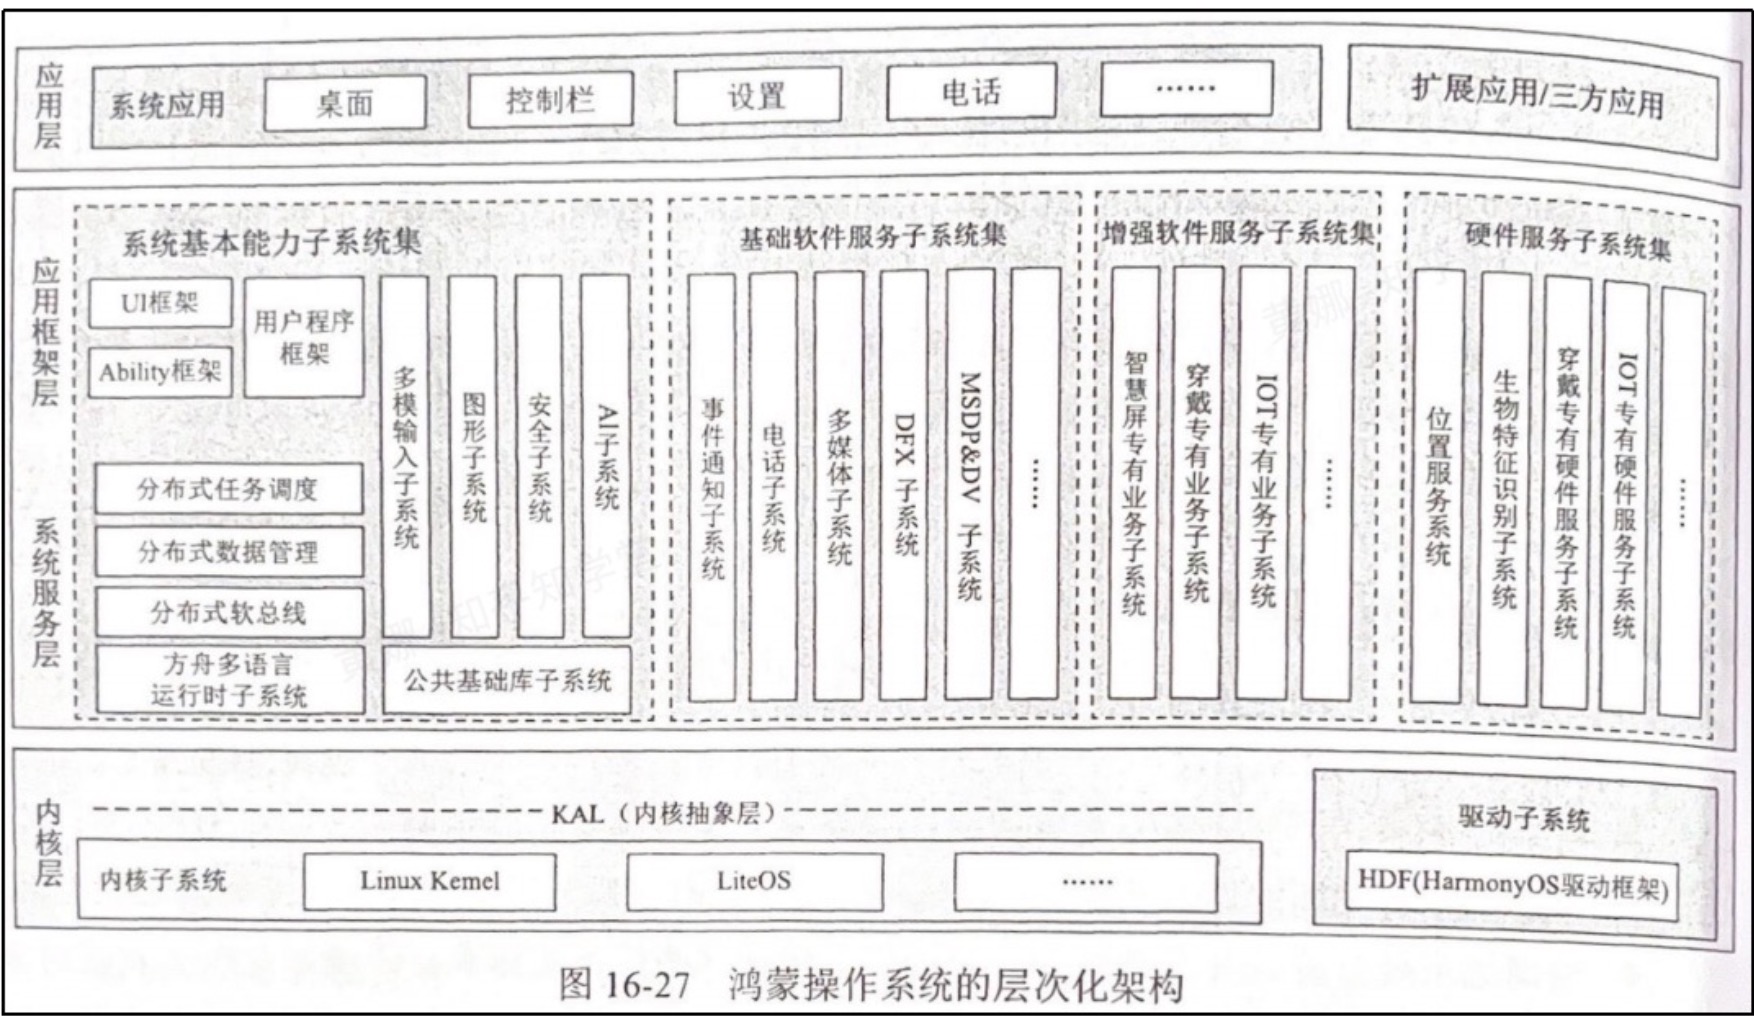 应用层
系统应用
桌面
控制栏
设置
电话
……
扩展应用/三方应用
应用框架层
系统服务层
系统基本能力子系统集
UI框架
Ability框架
用户程序
框架
分布式任务调度
分布式数据管理
分布式软总线
方舟多语言
运行时子系统
多模输入子系统
图形子系统
安全子系统
AI子系统
公共基础库子系统
基础软件服务子系统集
事件通知子系统
电话子系统
多媒体子系统
DFX 子系统
MSDP&DV 子系统
……
增强软件服务子系统集
智慧屏专有业务子系统
穿戴专有业务子系统
IOT专有业务子系统
……
硬件服务子系统集
位置服务系统
生物特征识别子系统
穿戴专有硬件服务子系统
IOT专有硬件服务子系统
……
内核层
KAL（内核抽象层）
内核子系统
Linux Kernel
LiteOS
……
驱动子系统
HDF(HarmonyOS驱动框架)
图 16-27 鸿蒙操作系统的层次化架构